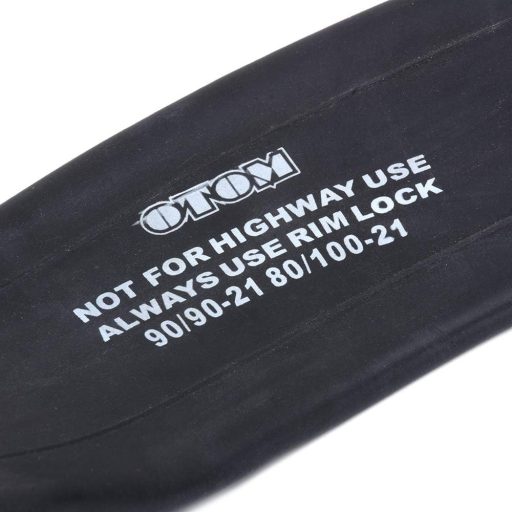 OTOM
NOT FOR HIGHWAY USE
ALWAYS USE RIM LOCK
90/90-21 80/100-21